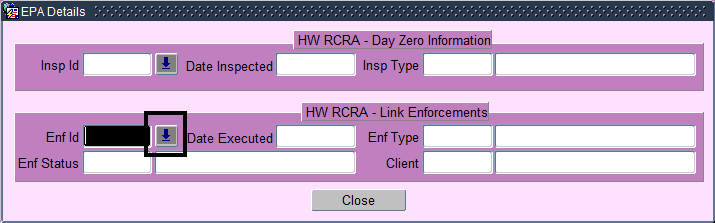 EPA Details
HW RCRA - Day Zero Information
Insp Id Date Inspected Insp Type
HW RCRA - Link Enforcements
Enf Id Date Executed Enf Type
Enf Status Client
Close